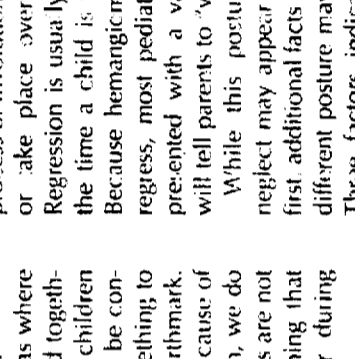 or take place over
Regression is usually
the time a child is
Because hemangiom
regress, most pediat
presented with a v
will tell parents to "w
While this postu
neglect may appear
first, additional facts
different posture ma
These factors indic
as where
d togeth-
children
be con-
ething to
rthmark.
cause of
n, we do
s are not
ning that
r during